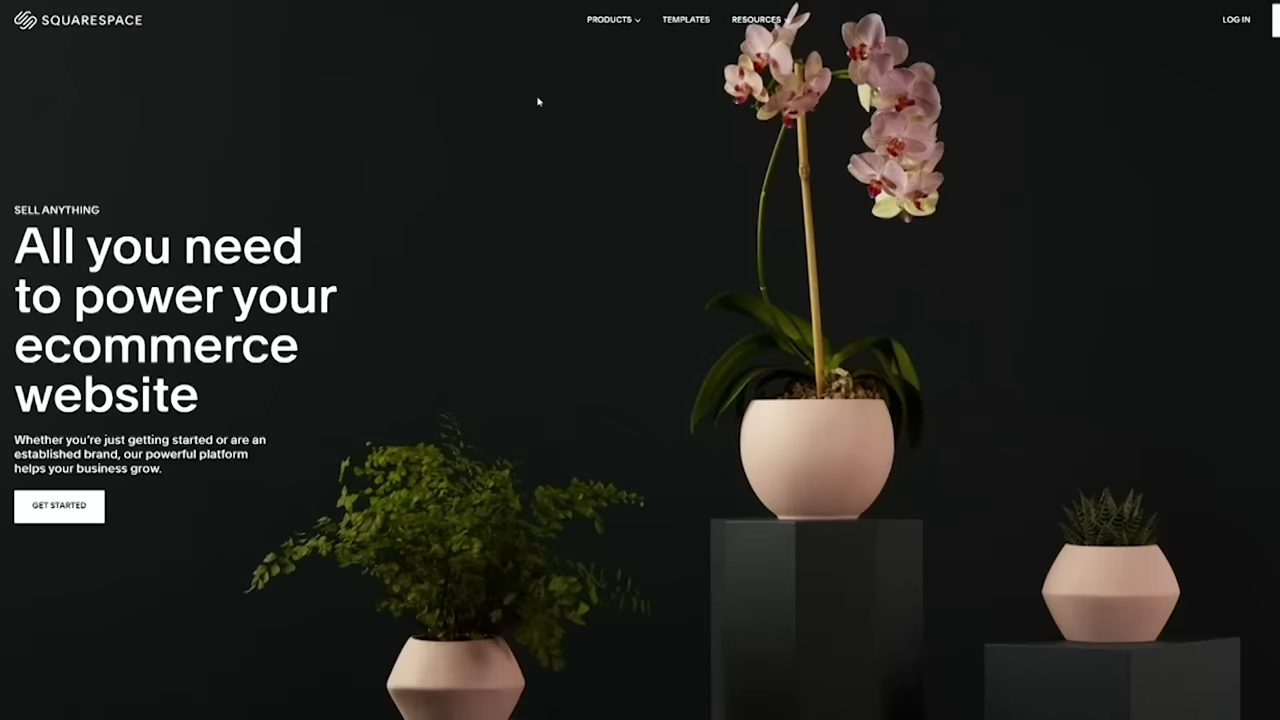 SQUARESPACE
PRODUCTS
TEMPLATES
RESOURCES
LOG IN
SELL ANYTHING
All you need
to power your
ecommerce
website
Whether you're just getting started or are an
established brand, our powerful platform
helps your business grow.
GET STARTED